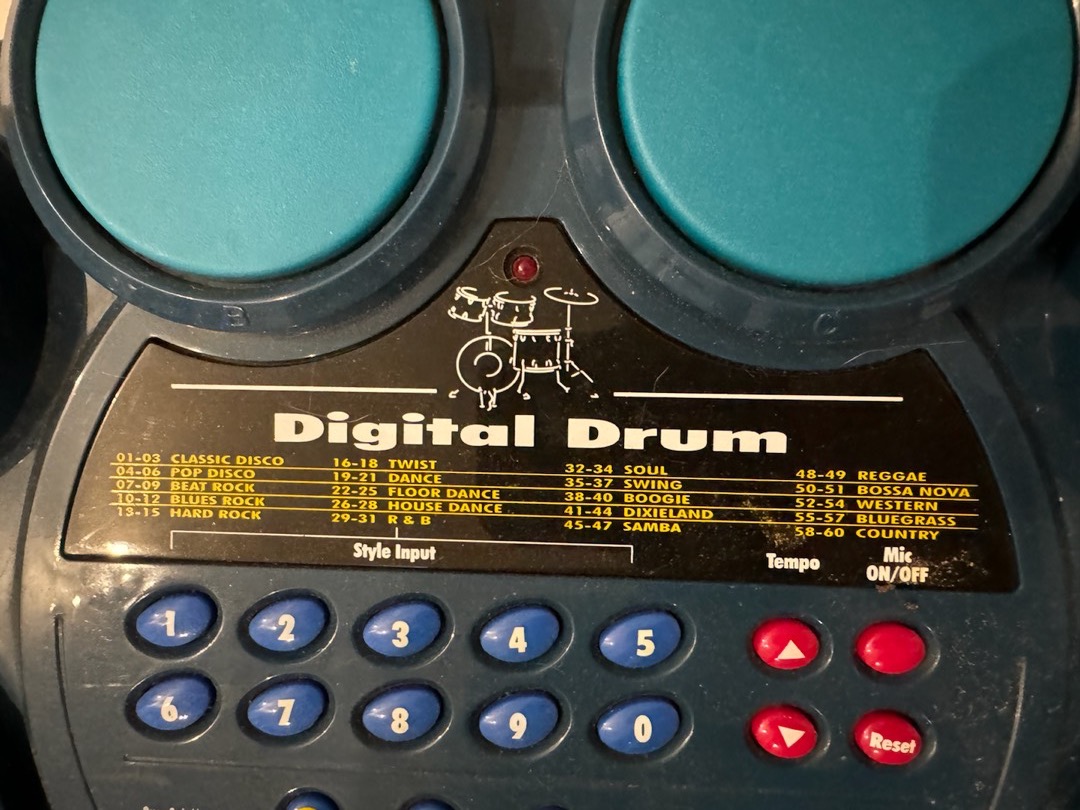 B
C
Digital Drum
01-03 CLASSIC DISCO
04-06 POP DISCO
07-09 BEAT ROCK
10-12 BLUES ROCK
13-15 HARD ROCK
16-18 TWIST
19-21 DANCE
22-25 FLOOR DANCE
26-28 HOUSE DANCE
29-31 R & B
32-34 SOUL
35-37 SWING
38-40 BOOGIE
41-44 DIXIELAND
45-47 SAMBA
48-49 REGGAE
50-51 BOSSA NOVA
52-54 WESTERN
55-57 BLUEGRASS
58-60 COUNTRY
Style Input
Tempo
Mic
ON/OFF
1 2 3 4 5
6 7 8 9 0
Reset